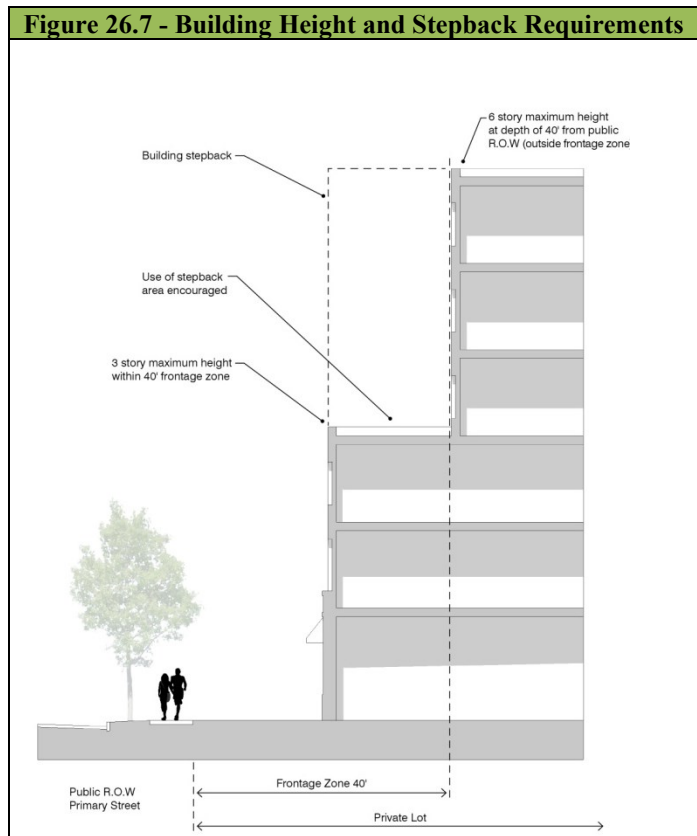 Figure 26.7 - Building Height and Stepback Requirements
6 story maximum height
at depth of 40' from public
R.O.W (outside frontage zone
Building stepback
Use of stepback
area encouraged
3 story maximum height
within 40' frontage zone
Public R.O.W
Primary Street
Frontage Zone 40'
Private Lot